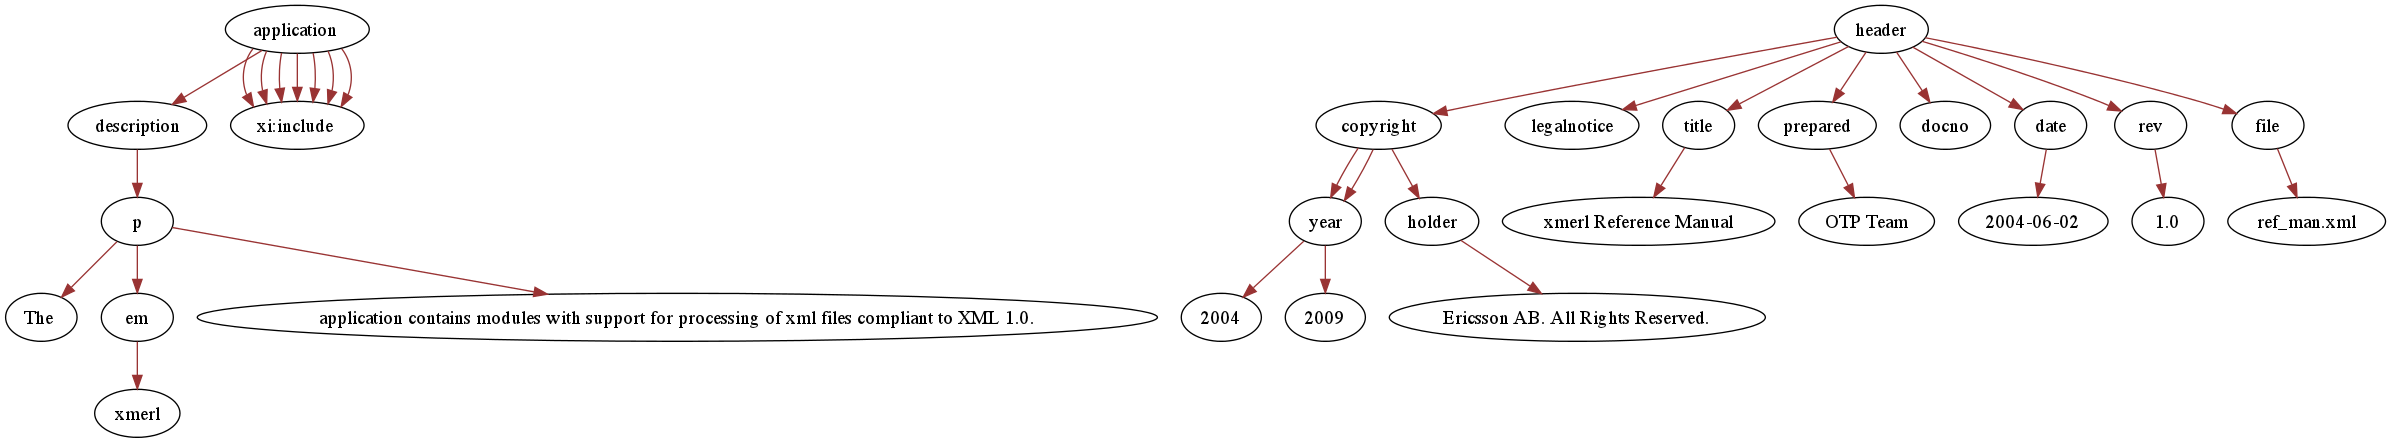 application
header
description
xi:include
copyright
legalnotice
title
prepared
docno
date
rev
file
p
year
holder
xmerl Reference Manual
OTP Team
2004-06-02
1.0
ref_man.xml
The
em
application contains modules with support for processing of xml files compliant to XML 1.0.
2004
2009
Ericsson AB. All Rights Reserved.
xmerl